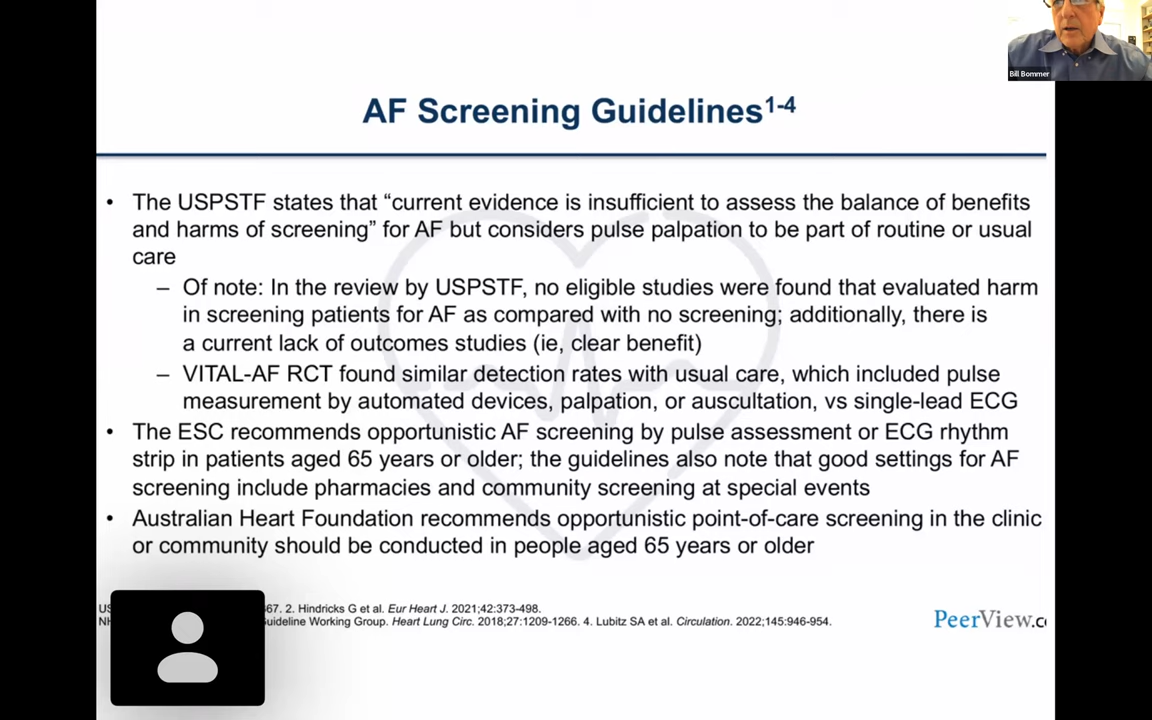 Bill Bommer
AF Screening Guidelines1-4
• The USPSTF states that “current evidence is insufficient to assess the balance of benefits
and harms of screening” for AF but considers pulse palpation to be part of routine or usual
care
– Of note: In the review by USPSTF, no eligible studies were found that evaluated harm
in screening patients for AF as compared with no screening; additionally, there is
a current lack of outcomes studies (ie, clear benefit)
– VITAL-AF RCT found similar detection rates with usual care, which included pulse
measurement by automated devices, palpation, or auscultation, vs single-lead ECG
• The ESC recommends opportunistic AF screening by pulse assessment or ECG rhythm
strip in patients aged 65 years or older; the guidelines also note that good settings for AF
screening include pharmacies and community screening at special events
• Australian Heart Foundation recommends opportunistic point-of-care screening in the clinic
or community should be conducted in people aged 65 years or older
US 67. 2. Hindricks G et al. Eur Heart J. 2021;42:373-498.
NH Guideline Working Group. Heart Lung Circ. 2018;27:1209-1266. 4. Lubitz SA et al. Circulation. 2022;145:946-954.
PeerView.c